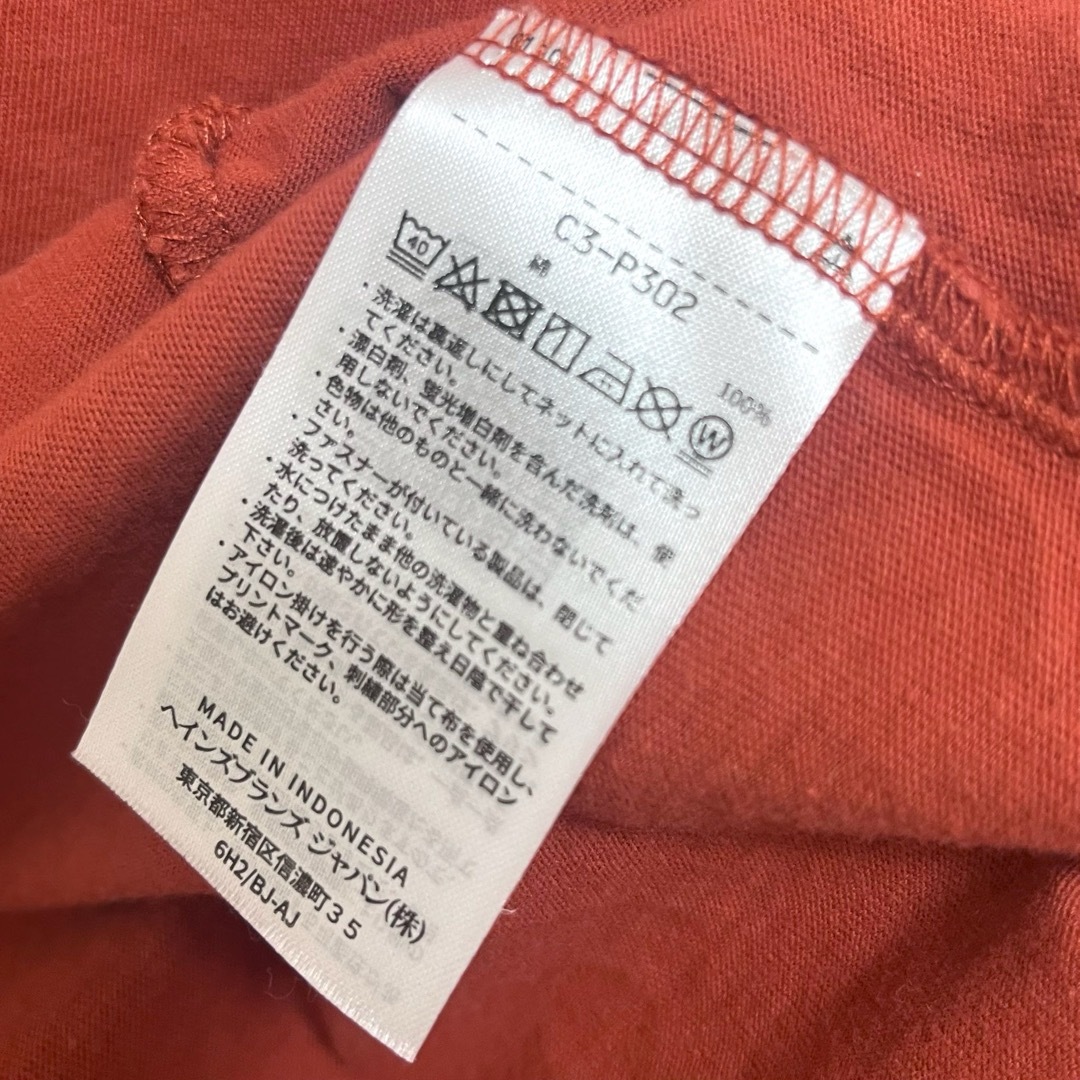 C3-P302
綿 100%
40
W
・洗濯は裏返しにしてネットに入れて洗っ
てください。
・漂白剤、蛍光増白剤を含んだ洗剤は、使
用しないでください。
・色物は他のものと一緒に洗わないでくだ
さい。
・ファスナーが付いている製品は、閉じて
洗ってください。
・水につけたまま他の洗濯物と重ね合わせ
たり、放置しないようにしてください。
・洗濯後は速やかに形を整え日陰で干して
下さい。
・アイロン掛けを行う際は当て布を使用し、
プリントマーク、刺繍部分へのアイロン
はお避けください。
MADE IN INDONESIA
ヘインズブランズ ジャパン(株)
東京都新宿区信濃町35
6H2/BJ-AJ